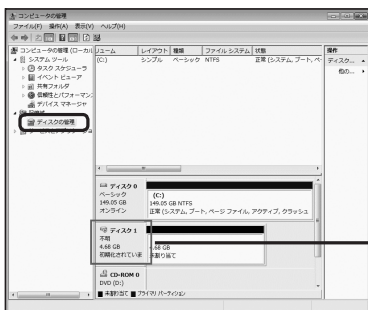 コンピュータの管理
ファイル(F) 操作(A) 表示(V) ヘルプ(H)
コンピュータの管理 (ローカル
システム ツール
タスク スケジューラ
イベント ビューア
共有フォルダ
信頼性とパフォーマン
デバイス マネージャ
ディスクの管理
リューム レイアウト 種類 ファイル システム 状態
(C:) シンプル ベーシック NTFS 正常 (システム, ブート, ペー
操作
ディスク...
他の...
ディスク 0
ベーシック
149.05 GB
オンライン
(C:)
149.05 GB NTFS
正常 (システム, ブート, ページ ファイル, アクティブ, クラッシュ
ディスク 1
不明
4.68 GB
初期化されていま
4.68 GB
未割り当て
CD-ROM 0
DVD (D:)
未割り当て プライマリ パーティション